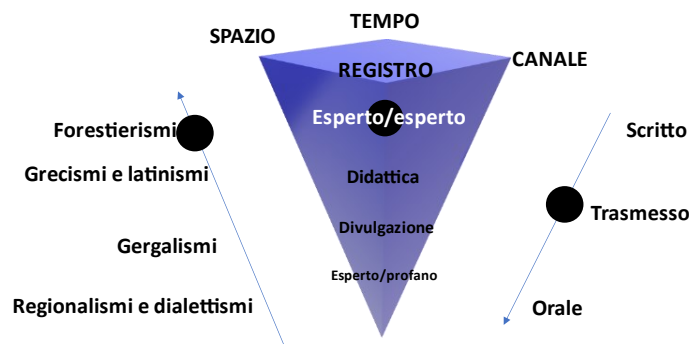 TEMPO
SPAZIO
CANALE
REGISTRO
Esperto/esperto
Forestierismi
Scritto
Grecismi e latinismi
Didattica
Trasmesso
Divulgazione
Gergalismi
Esperto/profano
Regionalismi e dialettismi
Orale